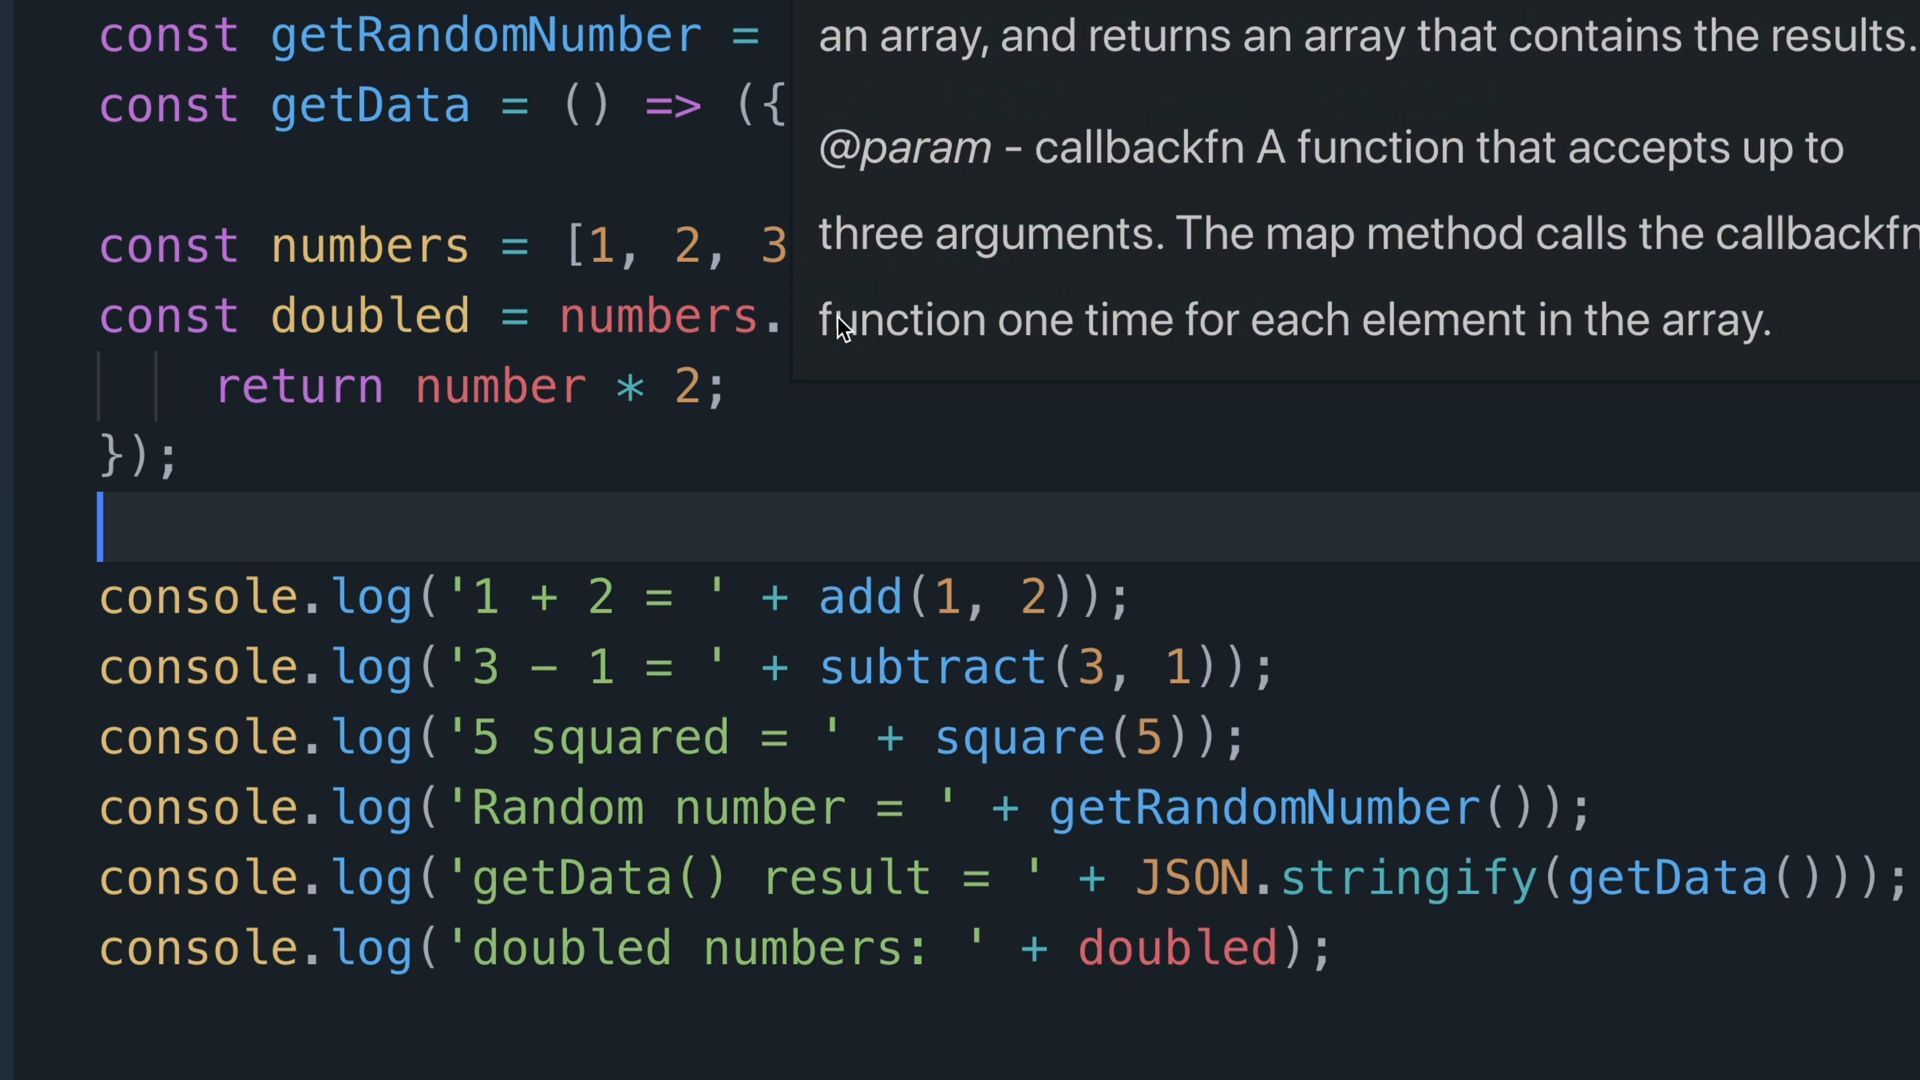 const getRandomNumber =
const getData = () => ({
const numbers = [1, 2, 3
const doubled = numbers.
return number * 2;
});
an array, and returns an array that contains the results.
@param - callbackfn A function that accepts up to
three arguments. The map method calls the callbackfn
function one time for each element in the array.
console.log('1 + 2 = ' + add(1, 2));
console.log('3 - 1 = ' + subtract(3, 1));
console.log('5 squared = ' + square(5));
console.log('Random number = ' + getRandomNumber());
console.log('getData() result = ' + JSON.stringify(getData()));
console.log('doubled numbers: ' + doubled);